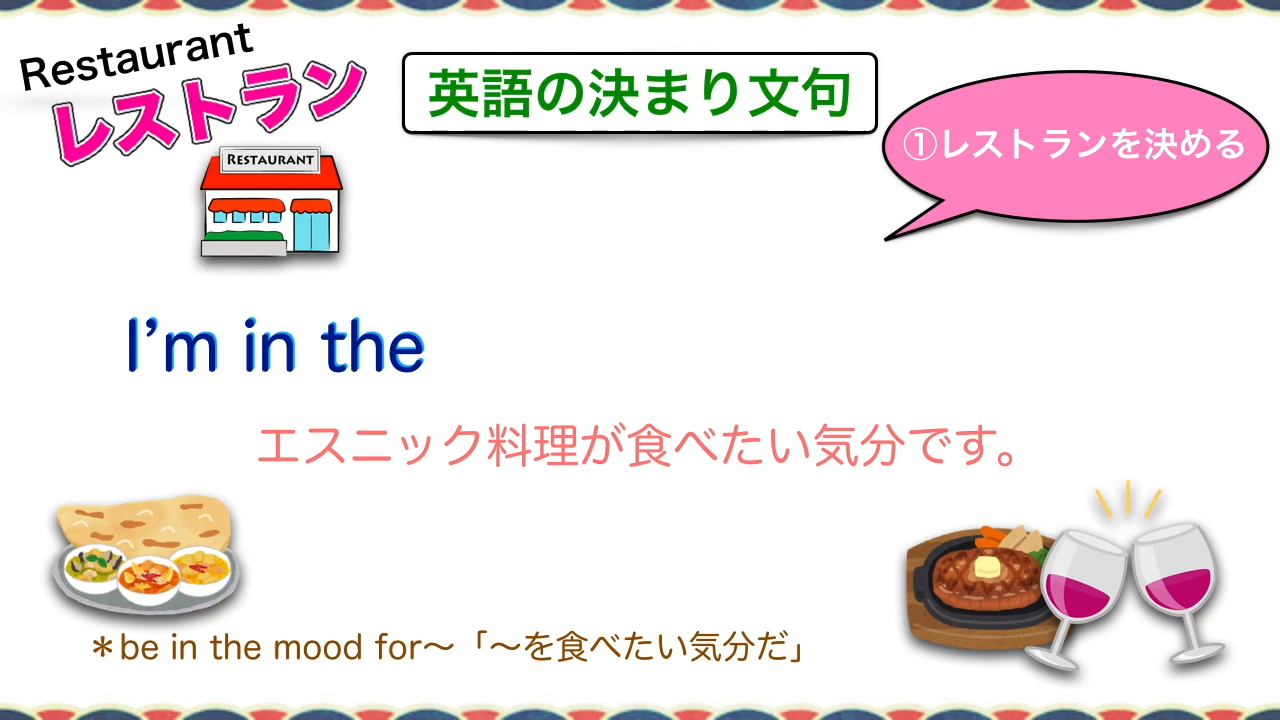 Restaurant
レストラン
RESTAURANT
英語の決まり文句
①レストランを決める
I’m in the
エスニック料理が食べたい気分です。
＊be in the mood for〜「〜を食べたい気分だ」